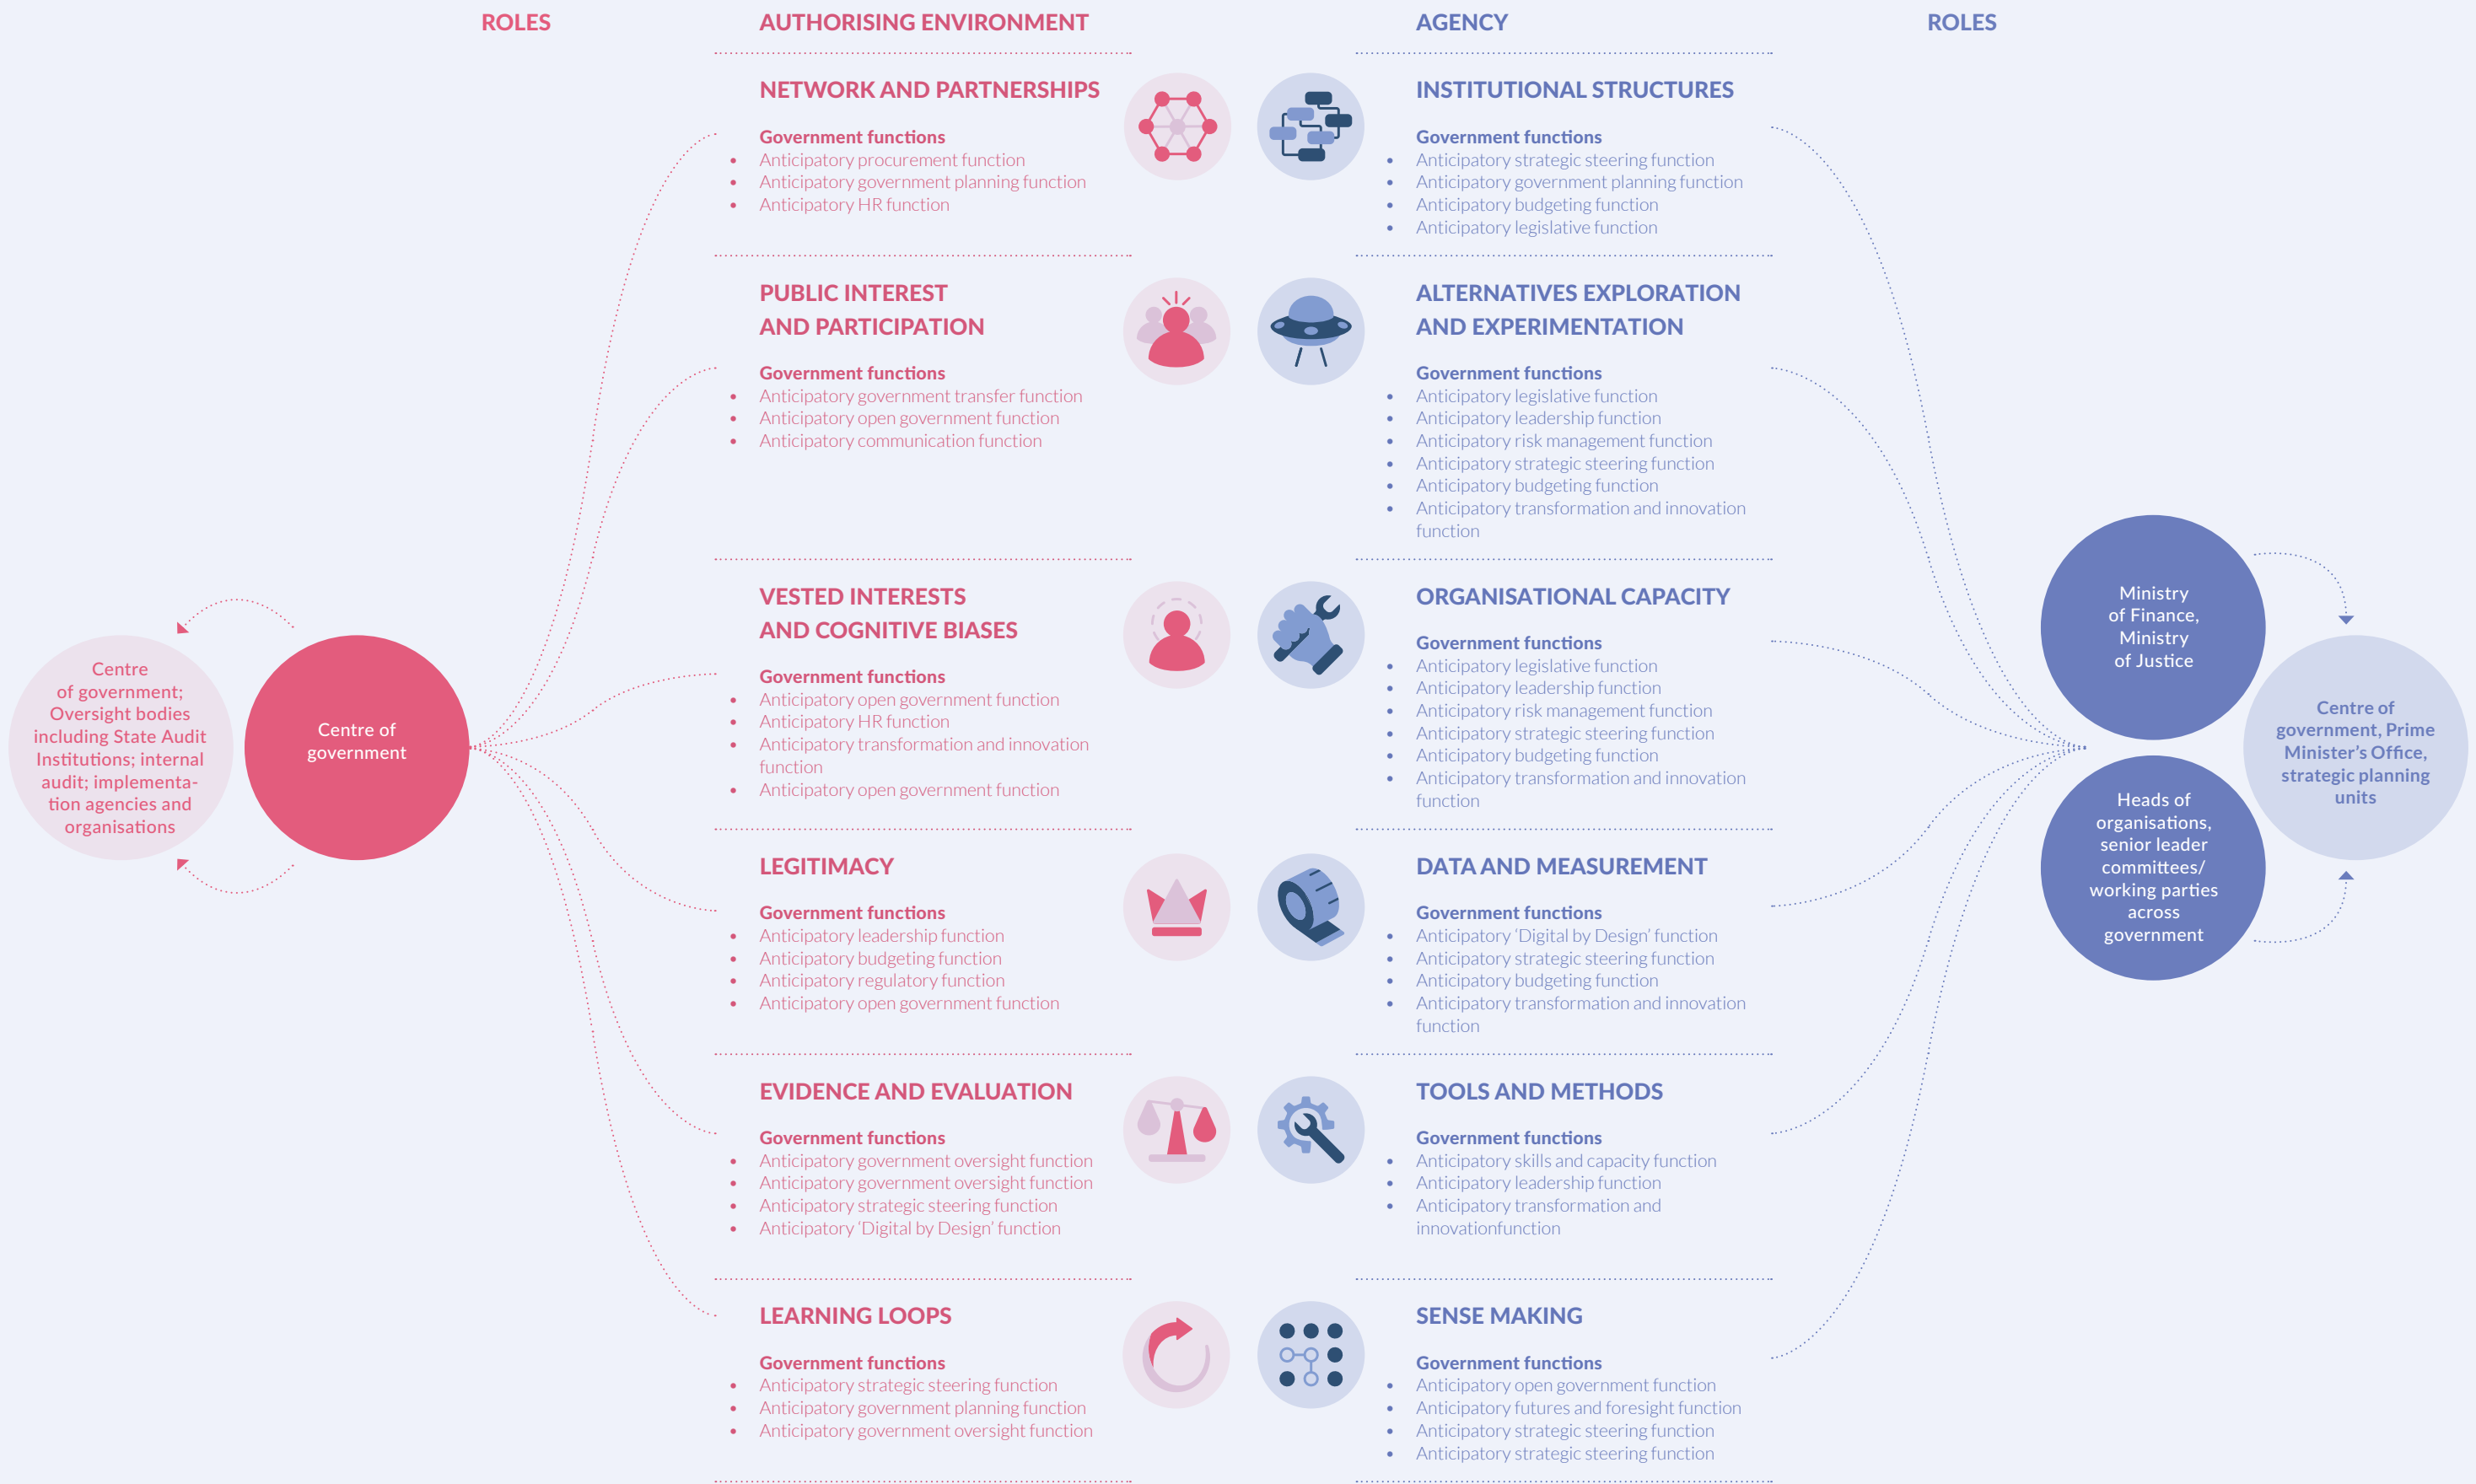 ROLES
AUTHORISING ENVIRONMENT
AGENCY
ROLES
Centre
of government;
Oversight bodies
including State Audit
Institutions; internal
audit; implementa-
tion agencies and
organisations
Centre of
government
NETWORK AND PARTNERSHIPS
Government functions
• Anticipatory procurement function
• Anticipatory government planning function
• Anticipatory HR function
PUBLIC INTEREST
AND PARTICIPATION
Government functions
• Anticipatory government transfer function
• Anticipatory open government function
• Anticipatory communication function
VESTED INTERESTS
AND COGNITIVE BIASES
Government functions
• Anticipatory open government function
• Anticipatory HR function
• Anticipatory transformation and innovation
function
• Anticipatory open government function
LEGITIMACY
Government functions
• Anticipatory leadership function
• Anticipatory budgeting function
• Anticipatory regulatory function
• Anticipatory open government function
EVIDENCE AND EVALUATION
Government functions
• Anticipatory government oversight function
• Anticipatory government oversight function
• Anticipatory strategic steering function
• Anticipatory ‘Digital by Design’ function
LEARNING LOOPS
Government functions
• Anticipatory strategic steering function
• Anticipatory government planning function
• Anticipatory government oversight function
INSTITUTIONAL STRUCTURES
Government functions
• Anticipatory strategic steering function
• Anticipatory government planning function
• Anticipatory budgeting function
• Anticipatory legislative function
ALTERNATIVES EXPLORATION
AND EXPERIMENTATION
Government functions
• Anticipatory legislative function
• Anticipatory leadership function
• Anticipatory risk management function
• Anticipatory strategic steering function
• Anticipatory budgeting function
• Anticipatory transformation and innovation
function
ORGANISATIONAL CAPACITY
Government functions
• Anticipatory legislative function
• Anticipatory leadership function
• Anticipatory risk management function
• Anticipatory strategic steering function
• Anticipatory budgeting function
• Anticipatory transformation and innovation
function
DATA AND MEASUREMENT
Government functions
• Anticipatory ‘Digital by Design’ function
• Anticipatory strategic steering function
• Anticipatory budgeting function
• Anticipatory transformation and innovation
function
TOOLS AND METHODS
Government functions
• Anticipatory skills and capacity function
• Anticipatory leadership function
• Anticipatory transformation and
innovationfunction
SENSE MAKING
Government functions
• Anticipatory open government function
• Anticipatory futures and foresight function
• Anticipatory strategic steering function
• Anticipatory strategic steering function
Ministry
of Finance,
Ministry
of Justice
Heads of
organisations,
senior leader
committees/
working parties
across
government
Centre of
government, Prime
Minister’s Office,
strategic planning
units